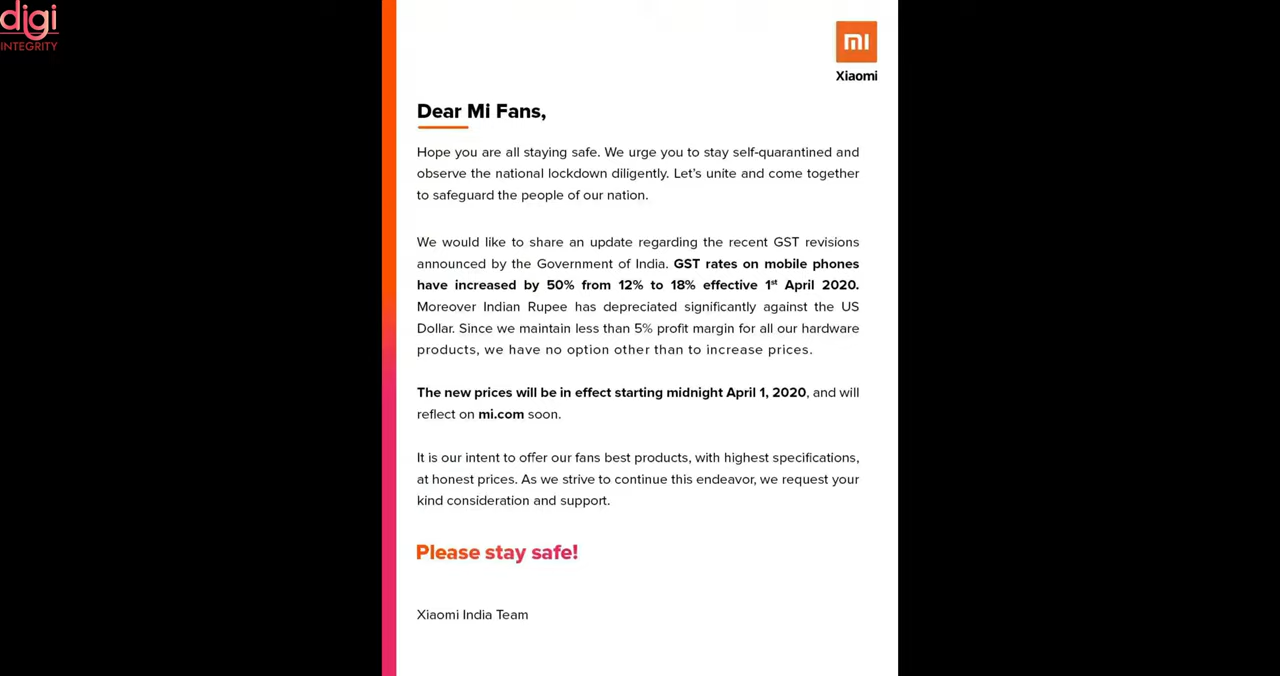 digi
INTEGRITY
mi
Xiaomi
Dear Mi Fans,
Hope you are all staying safe. We urge you to stay self-quarantined and
observe the national lockdown diligently. Let's unite and come together
to safeguard the people of our nation.
We would like to share an update regarding the recent GST revisions
announced by the Government of India. GST rates on mobile phones
have increased by 50% from 12% to 18% effective 1st April 2020.
Moreover Indian Rupee has depreciated significantly against the US
Dollar. Since we maintain less than 5% profit margin for all our hardware
products, we have no option other than to increase prices.
The new prices will be in effect starting midnight April 1, 2020, and will
reflect on mi.com soon.
It is our intent to offer our fans best products, with highest specifications,
at honest prices. As we strive to continue this endeavor, we request your
kind consideration and support.
Please stay safe!
Xiaomi India Team